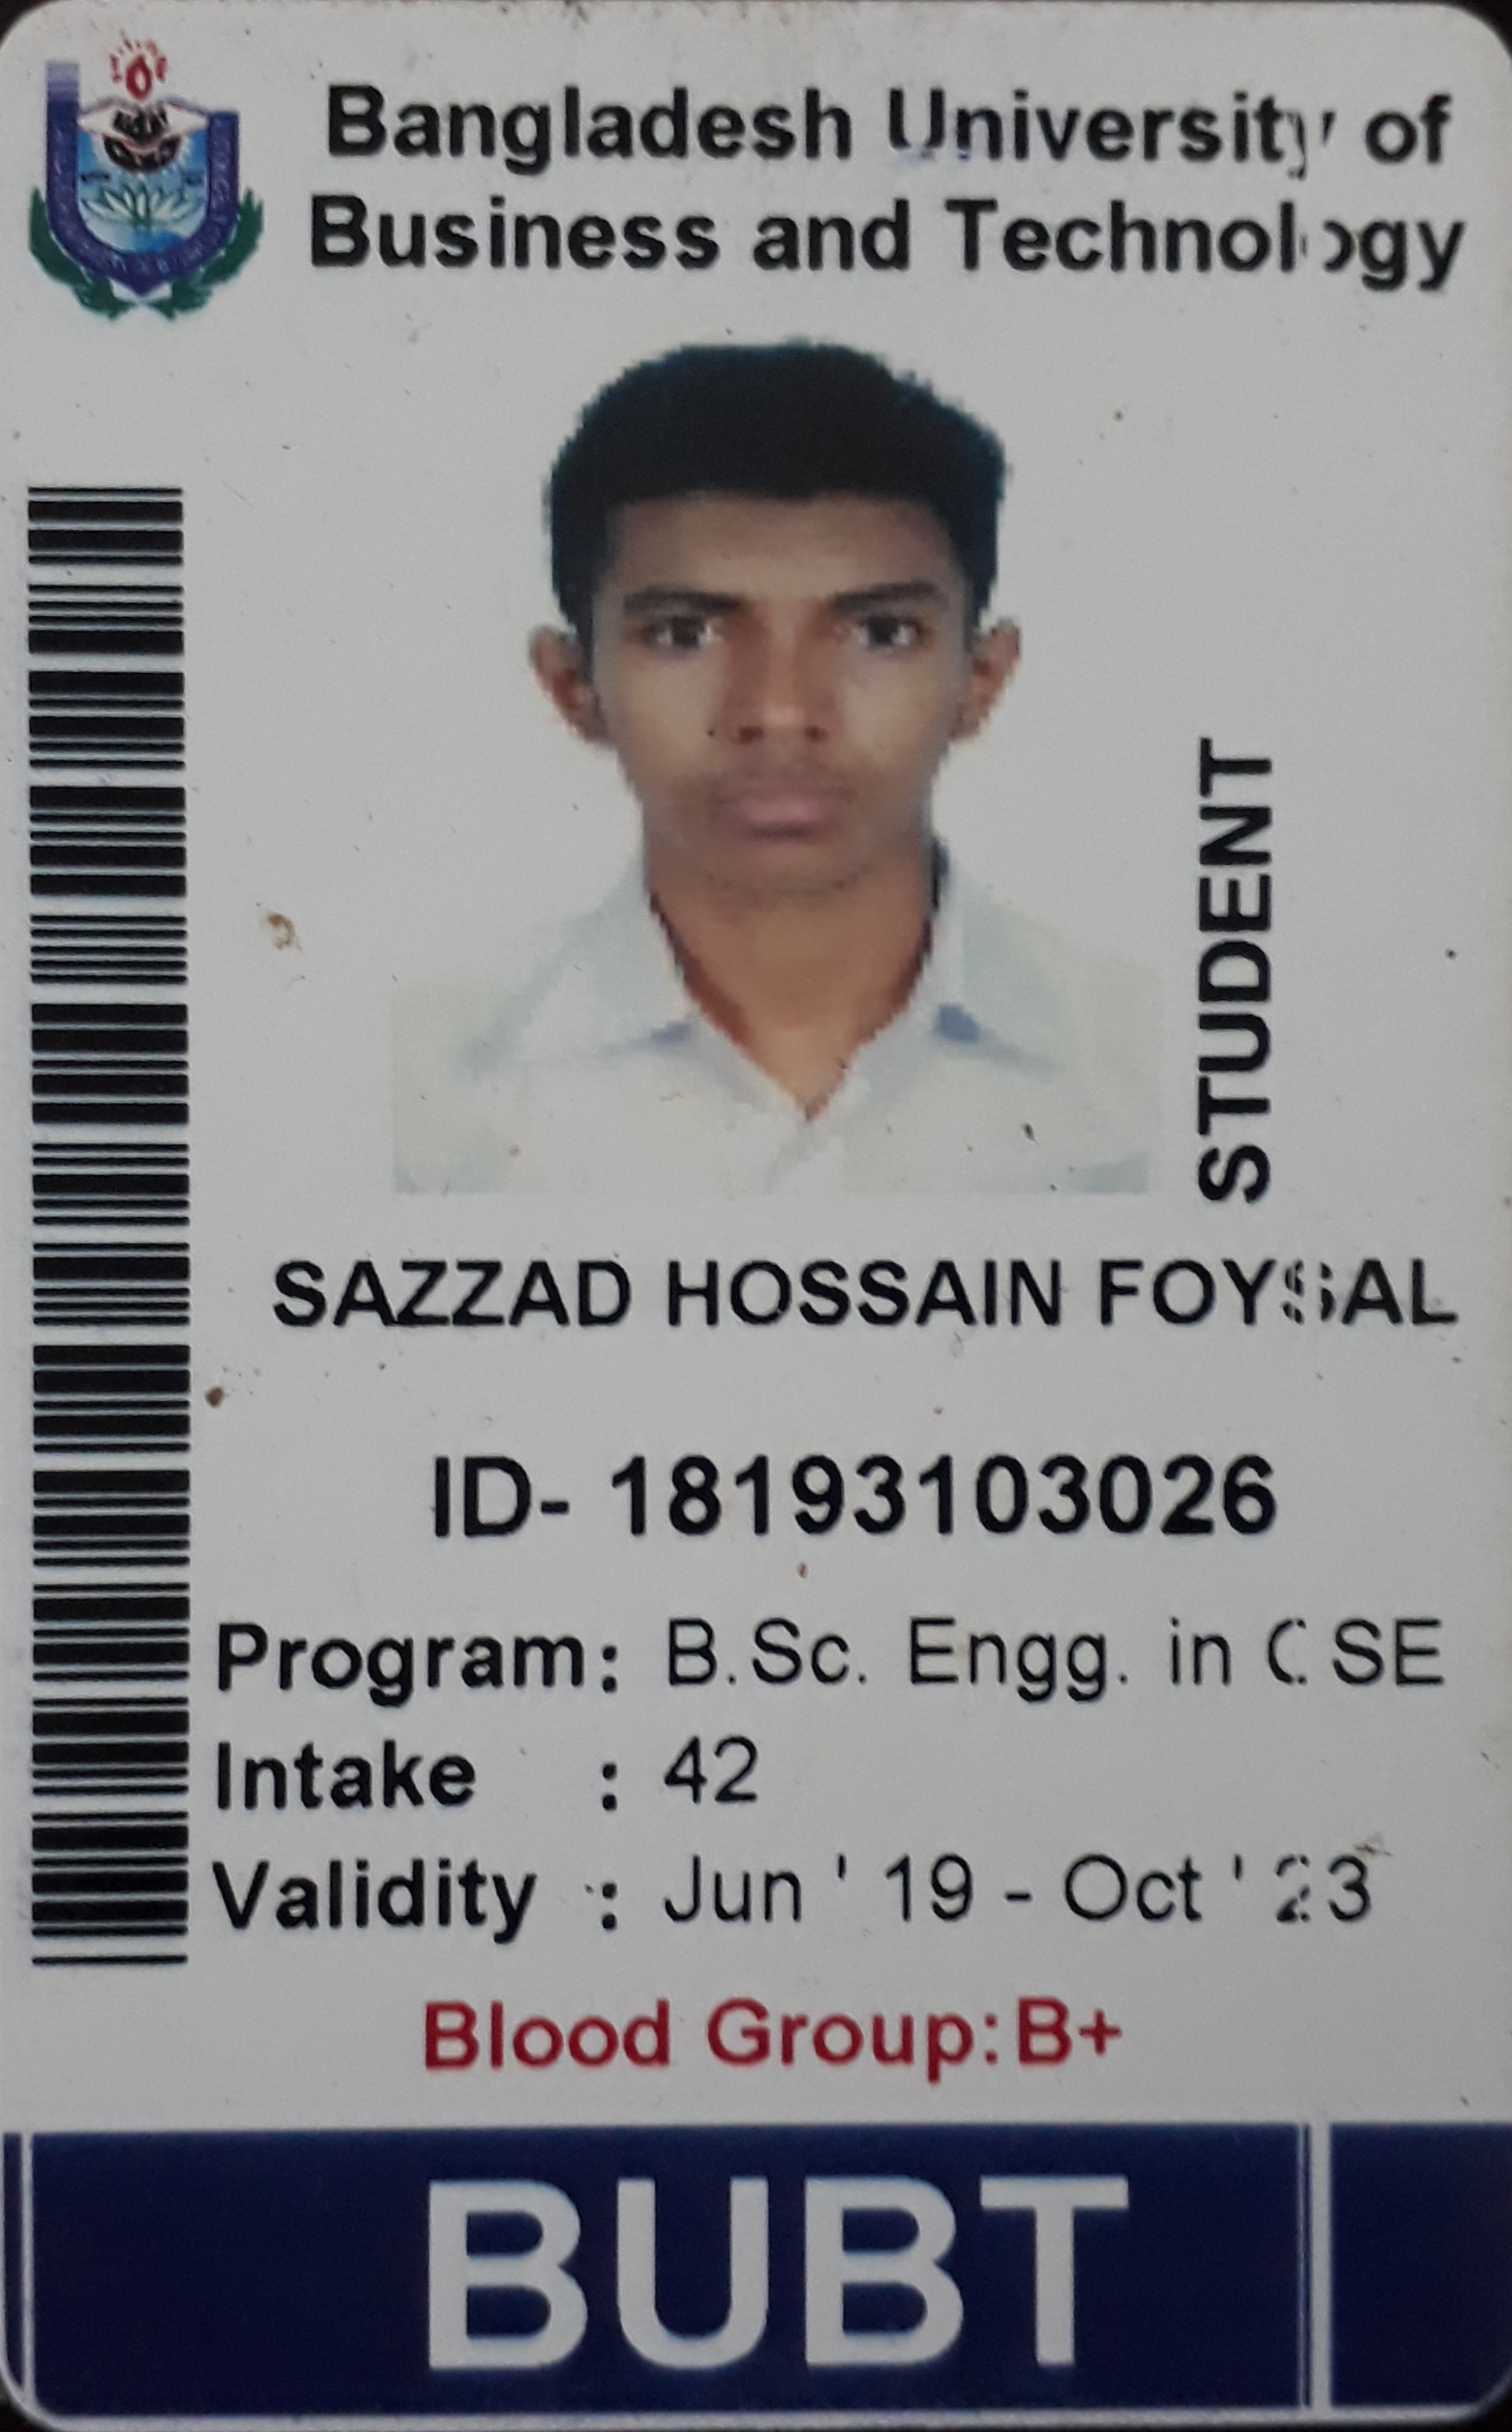 Bangladesh University of
Business and Technology
STUDENT
SAZZAD HOSSAIN FOYSAL
ID- 18193103026
Program: B.Sc. Engg. in CSE
Intake : 42
Validity : Jun ' 19 - Oct ' 23
Blood Group:B+
BUBT